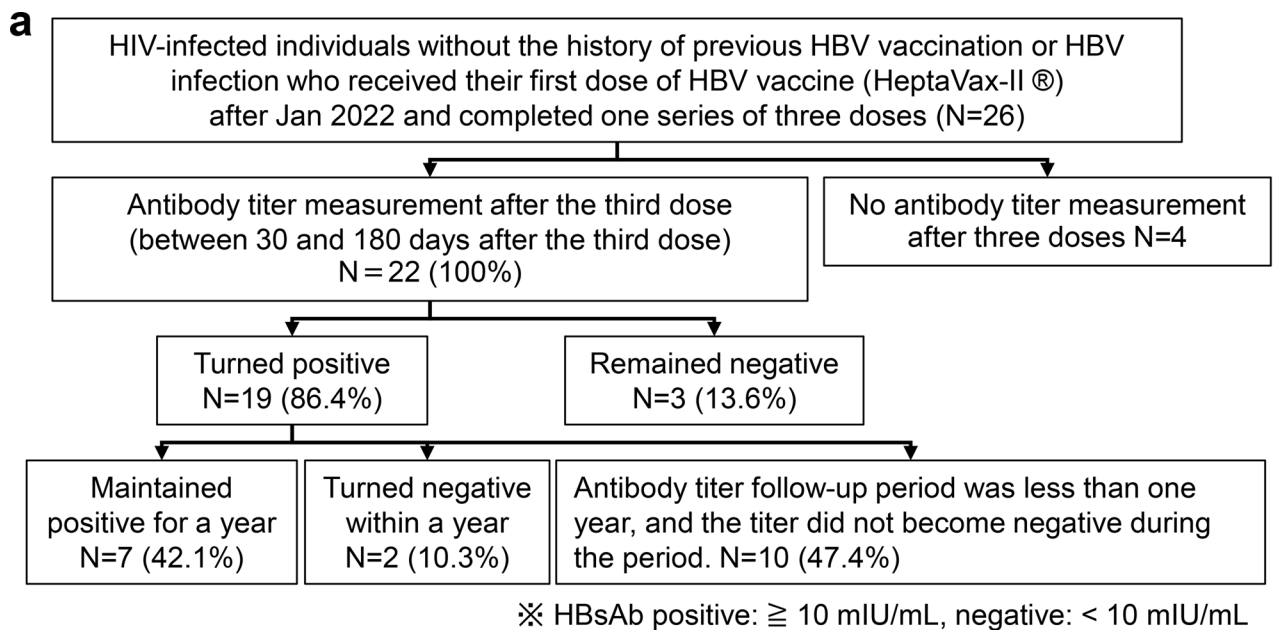 a
HIV-infected individuals without the history of previous HBV vaccination or HBV
infection who received their first dose of HBV vaccine (HeptaVax-II ®)
after Jan 2022 and completed one series of three doses (N=26)
Antibody titer measurement after the third dose
(between 30 and 180 days after the third dose)
N = 22 (100%)
No antibody titer measurement
after three doses N=4
Turned positive
N=19 (86.4%)
Remained negative
N=3 (13.6%)
Maintained
positive for a year
N=7 (42.1%)
Turned negative
within a year
N=2 (10.3%)
Antibody titer follow-up period was less than one
year, and the titer did not become negative during
the period. N=10 (47.4%)
※ HBsAb positive: ≧ 10 mIU/mL, negative: < 10 mIU/mL